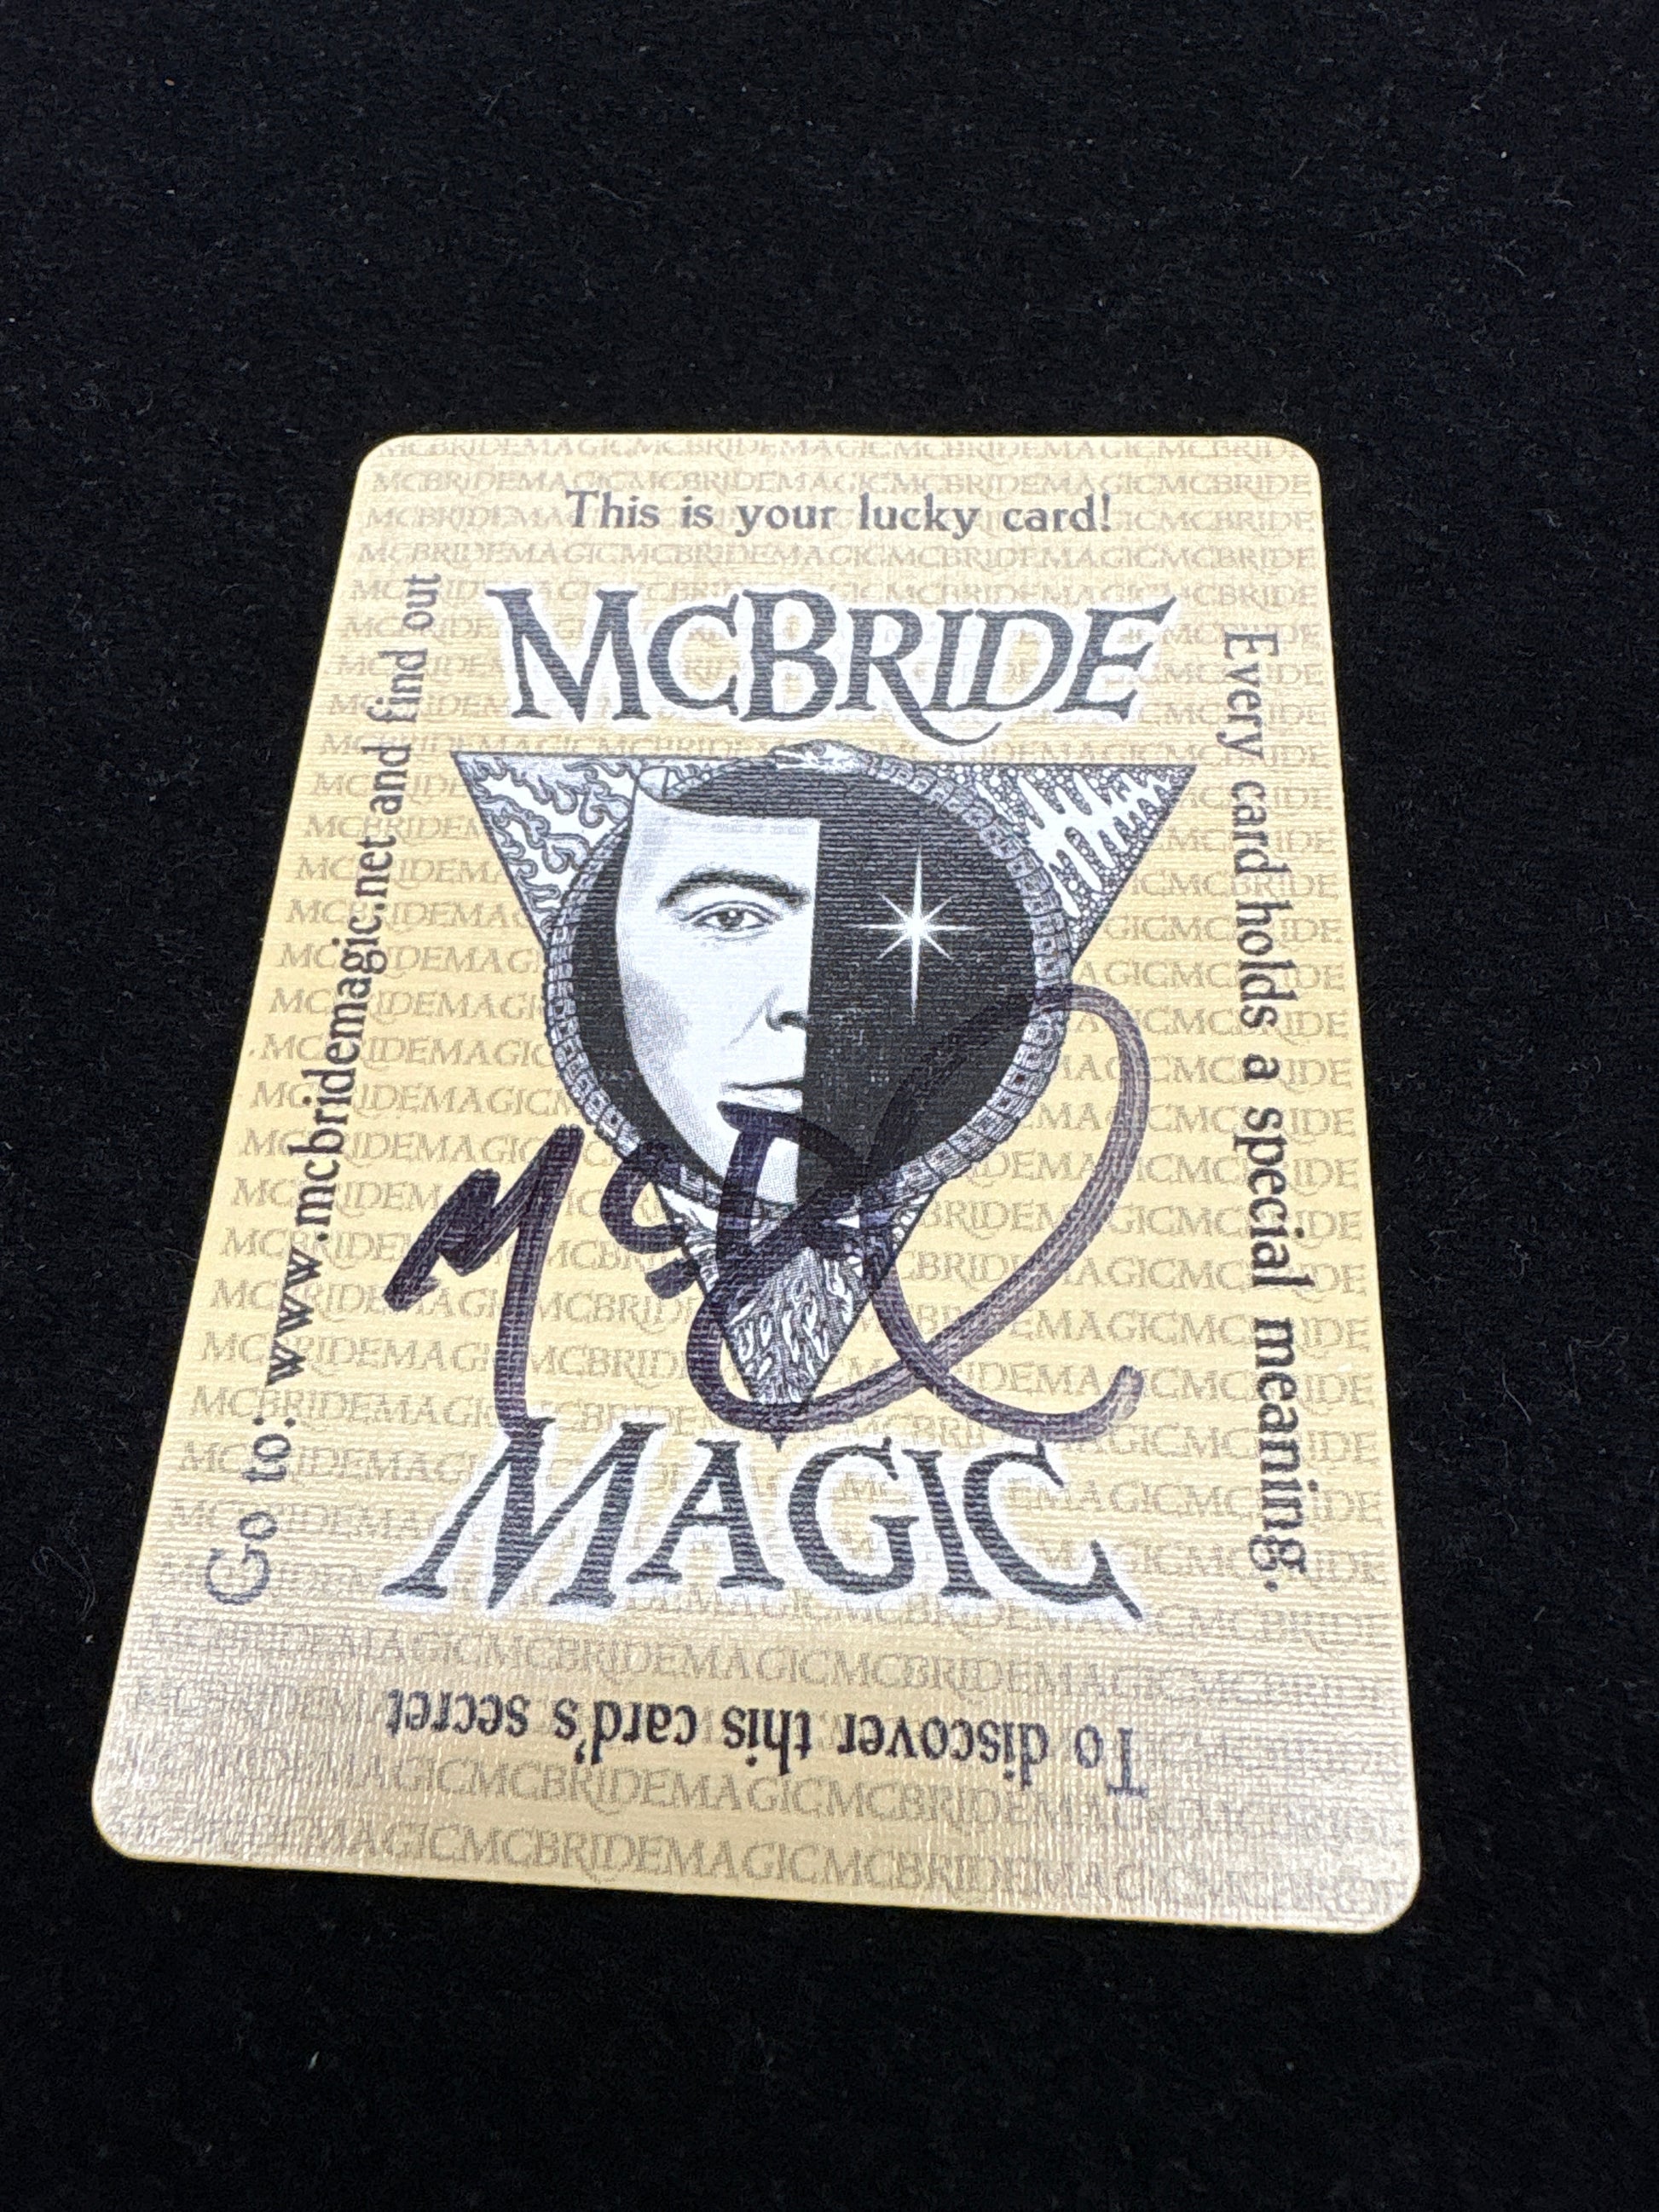 This is your lucky card!
MCBRIDE
Every card holds a special meaning.
MAGIC
To discover this card's secret
Go to: www.mcbridemagic.net and find out